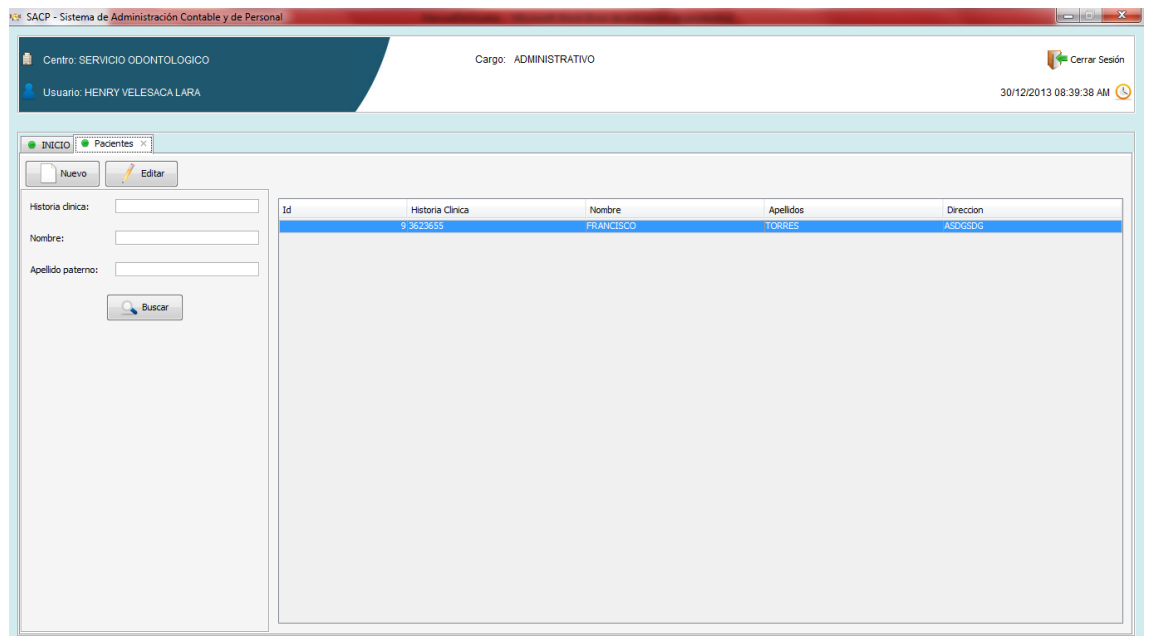 SACP - Sistema de Administración Contable y de Personal
Centro: SERVICIO ODONTOLOGICO
Cargo: ADMINISTRATIVO
Cerrar Sesión
Usuario: HENRY VELESACA LARA
30/12/2013 08:39:38 AM
INICIO Pacientes
Nuevo Editar
Historia clinica:
Nombre:
Apellido paterno:
Buscar
Id Historia Clinica Nombre Apellidos Direccion
9 3623655 FRANCISCO TORRES ASDGSDG